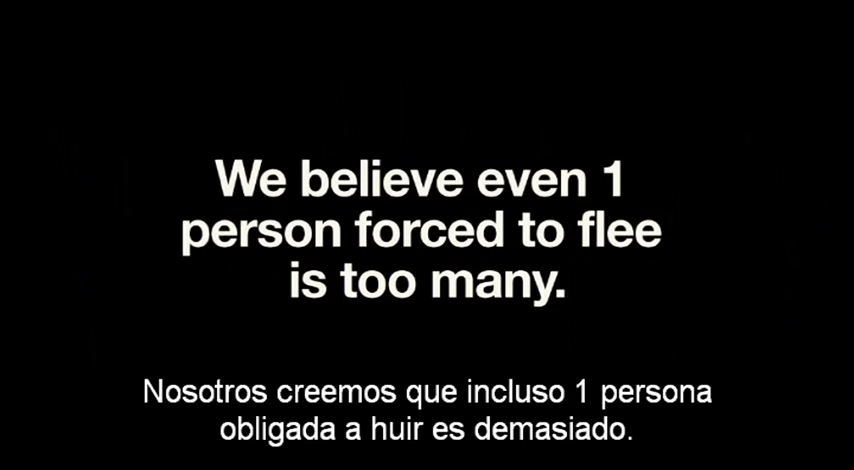 We believe even 1
person forced to flee
is too many.
Nosotros creemos que incluso 1 persona
obligada a huir es demasiado.